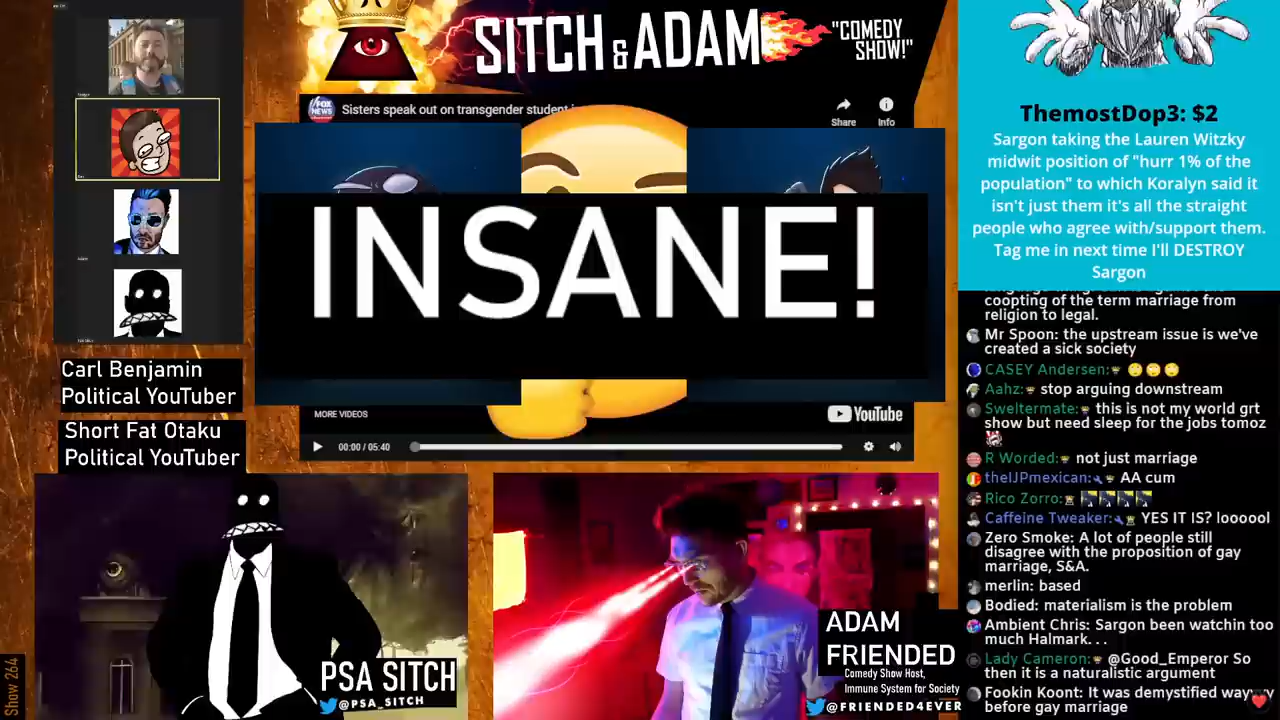 SITCH & ADAM
"COMEDY
SHOW!"
FOX
NEWS
Sisters speak out on transgender student
Share
Info
INSANE!
MORE VIDEOS
YouTube
00:00 / 05:40
Carl Benjamin
Political YouTuber
Short Fat Otaku
Political YouTuber
PSA SITCH
@PSA_SITCH
ADAM
FRIENDED
Comedy Show Host,
Immune System for Society
@FRIENDED4EVER
Show 264
ThemostDop3: $2
Sargon taking the Lauren Witzky
midwit position of "hurr 1% of the
population" to which Koralyn said it
isn't just them it's all the straight
people who agree with/support them.
Tag me in next time I'll DESTROY
Sargon
coopting of the term marriage from
religion to legal.
Mr Spoon: the upstream issue is we've
created a sick society
CASEY Andersen:
Aahz: stop arguing downstream
Sweltermate: this is not my world grt
show but need sleep for the jobs tomoz
R Worded: not just marriage
theIJPmexican: AA cum
Rico Zorro:
Caffeine Tweaker: YES IT IS? loooool
Zero Smoke: A lot of people still
disagree with the proposition of gay
marriage, S&A.
merlin: based
Bodied: materialism is the problem
Ambient Chris: Sargon been watchin too
much Halmark. . .
Lady Cameron: @Good_Emperor So
then it is a naturalistic argument
Fookin Koont: It was demystified wayyyy
before gay marriage